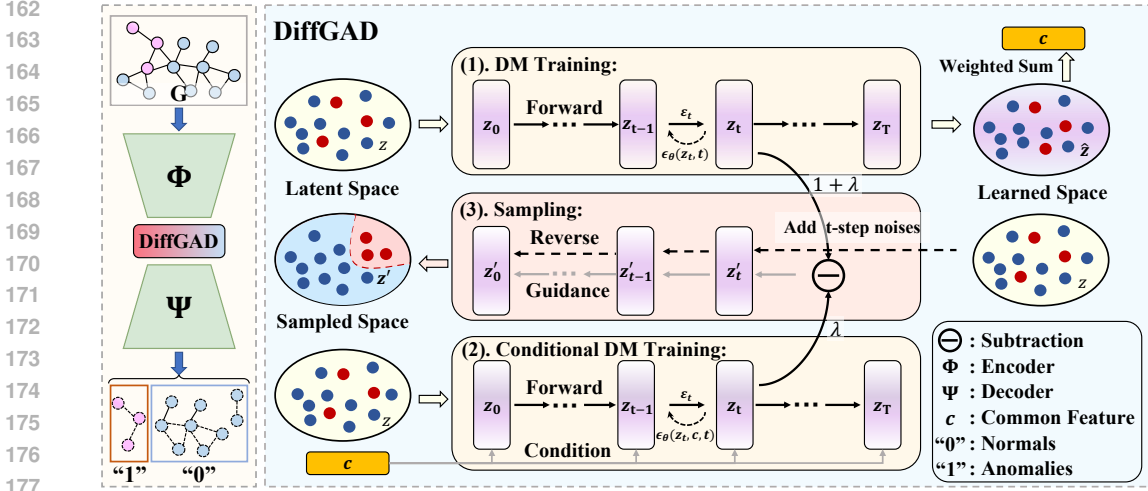 162
163
164
165
166
167
168
169
170
171
172
173
174
175
176
177
G
Φ
DiffGAD
Ψ
“1” “0”
DiffGAD
(1). DM Training:
z
Latent Space
z₀ Forward ··· z_{t-1} ε_t z_t ··· z_T
ϵ_θ(z_t, t)
c
Weighted Sum
ẑ
Learned Space
1 + λ
(3). Sampling:
z'
Sampled Space
Reverse
z'₀ z'_{t-1} z'_t
Guidance
Add t-step noises
z
λ
(2). Conditional DM Training:
z
z₀ Forward ··· z_{t-1} ε_t z_t ··· z_T
ϵ_θ(z_t, c, t)
Condition
c
− : Subtraction
Φ : Encoder
Ψ : Decoder
c : Common Feature
“0” : Normals
“1” : Anomalies